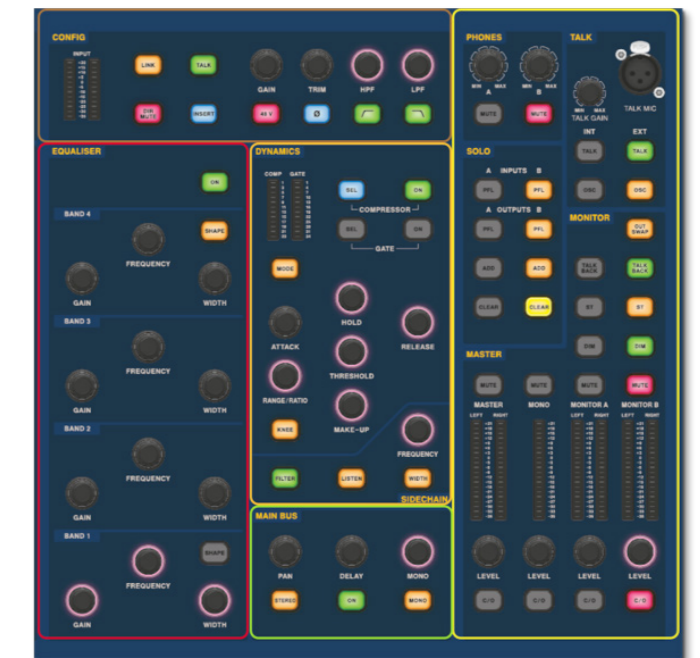 CONFIG
INPUT
LINK
TALK
GAIN
TRIM
HPF
LPF
DIR MUTE
INSERT
48 V
Ø
EQUALISER
ON
BAND 4
SHAPE
FREQUENCY
GAIN
WIDTH
BAND 3
FREQUENCY
GAIN
WIDTH
BAND 2
FREQUENCY
GAIN
WIDTH
BAND 1
SHAPE
FREQUENCY
GAIN
WIDTH
DYNAMICS
COMP GATE
SEL
ON
COMPRESSOR
SEL
ON
GATE
MODE
HOLD
ATTACK
RELEASE
THRESHOLD
RANGE/RATIO
KNEE
MAKE-UP
FREQUENCY
FILTER
LISTEN
WIDTH
SIDECHAIN
MAIN BUS
PAN
DELAY
MONO
STEREO
ON
MONO
PHONES
MIN MAX
MIN MAX
A
B
MUTE
MUTE
TALK
MIN MAX
TALK GAIN
TALK MIC
INT
EXT
TALK
TALK
OSC
OSC
SOLO
A INPUTS B
PFL
PFL
A OUTPUTS B
PFL
PFL
ADD
ADD
CLEAR
CLEAR
MONITOR
OUT SWAP
TALK BACK
TALK BACK
ST
ST
DIM
DIM
MASTER
MUTE
MUTE
MUTE
MUTE
MASTER
MONO
MONITOR A
MONITOR B
LEFT RIGHT
LEFT RIGHT
LEFT RIGHT
LEVEL
LEVEL
LEVEL
LEVEL
C/O
C/O
C/O
C/O